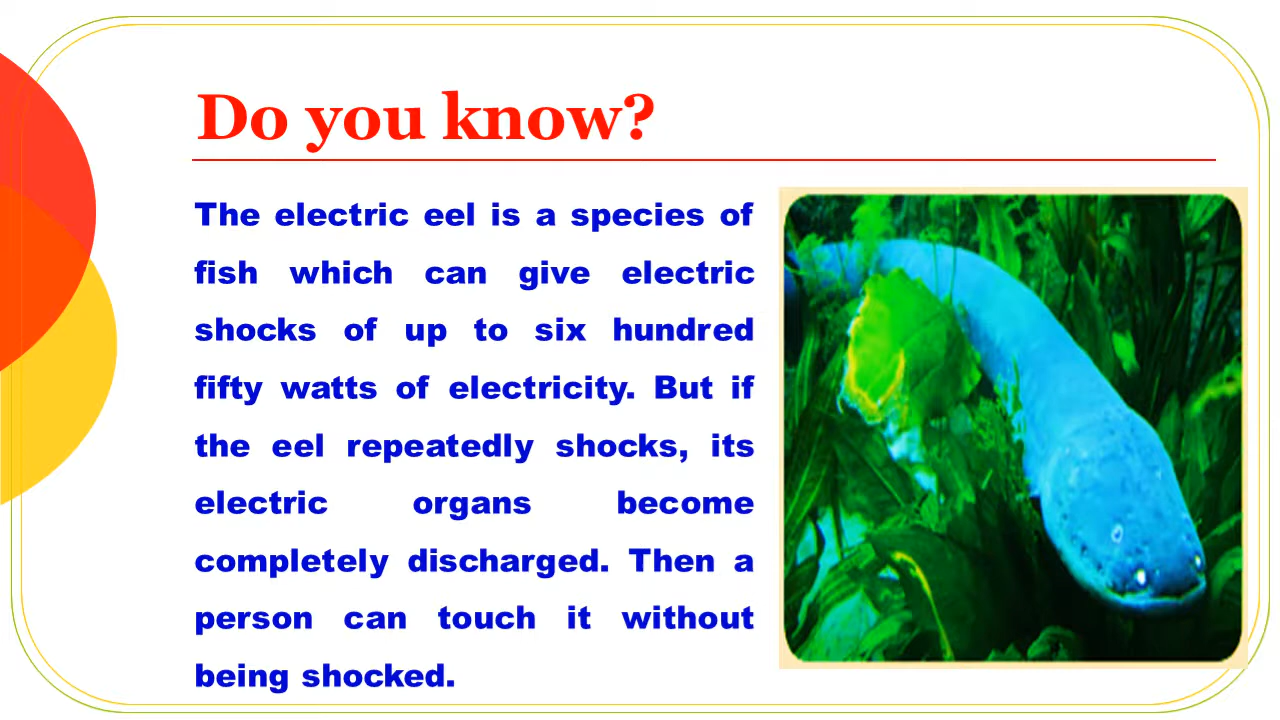 Do you know?
The electric eel is a species of
fish which can give electric
shocks of up to six hundred
fifty watts of electricity. But if
the eel repeatedly shocks, its
electric organs become
completely discharged. Then a
person can touch it without
being shocked.